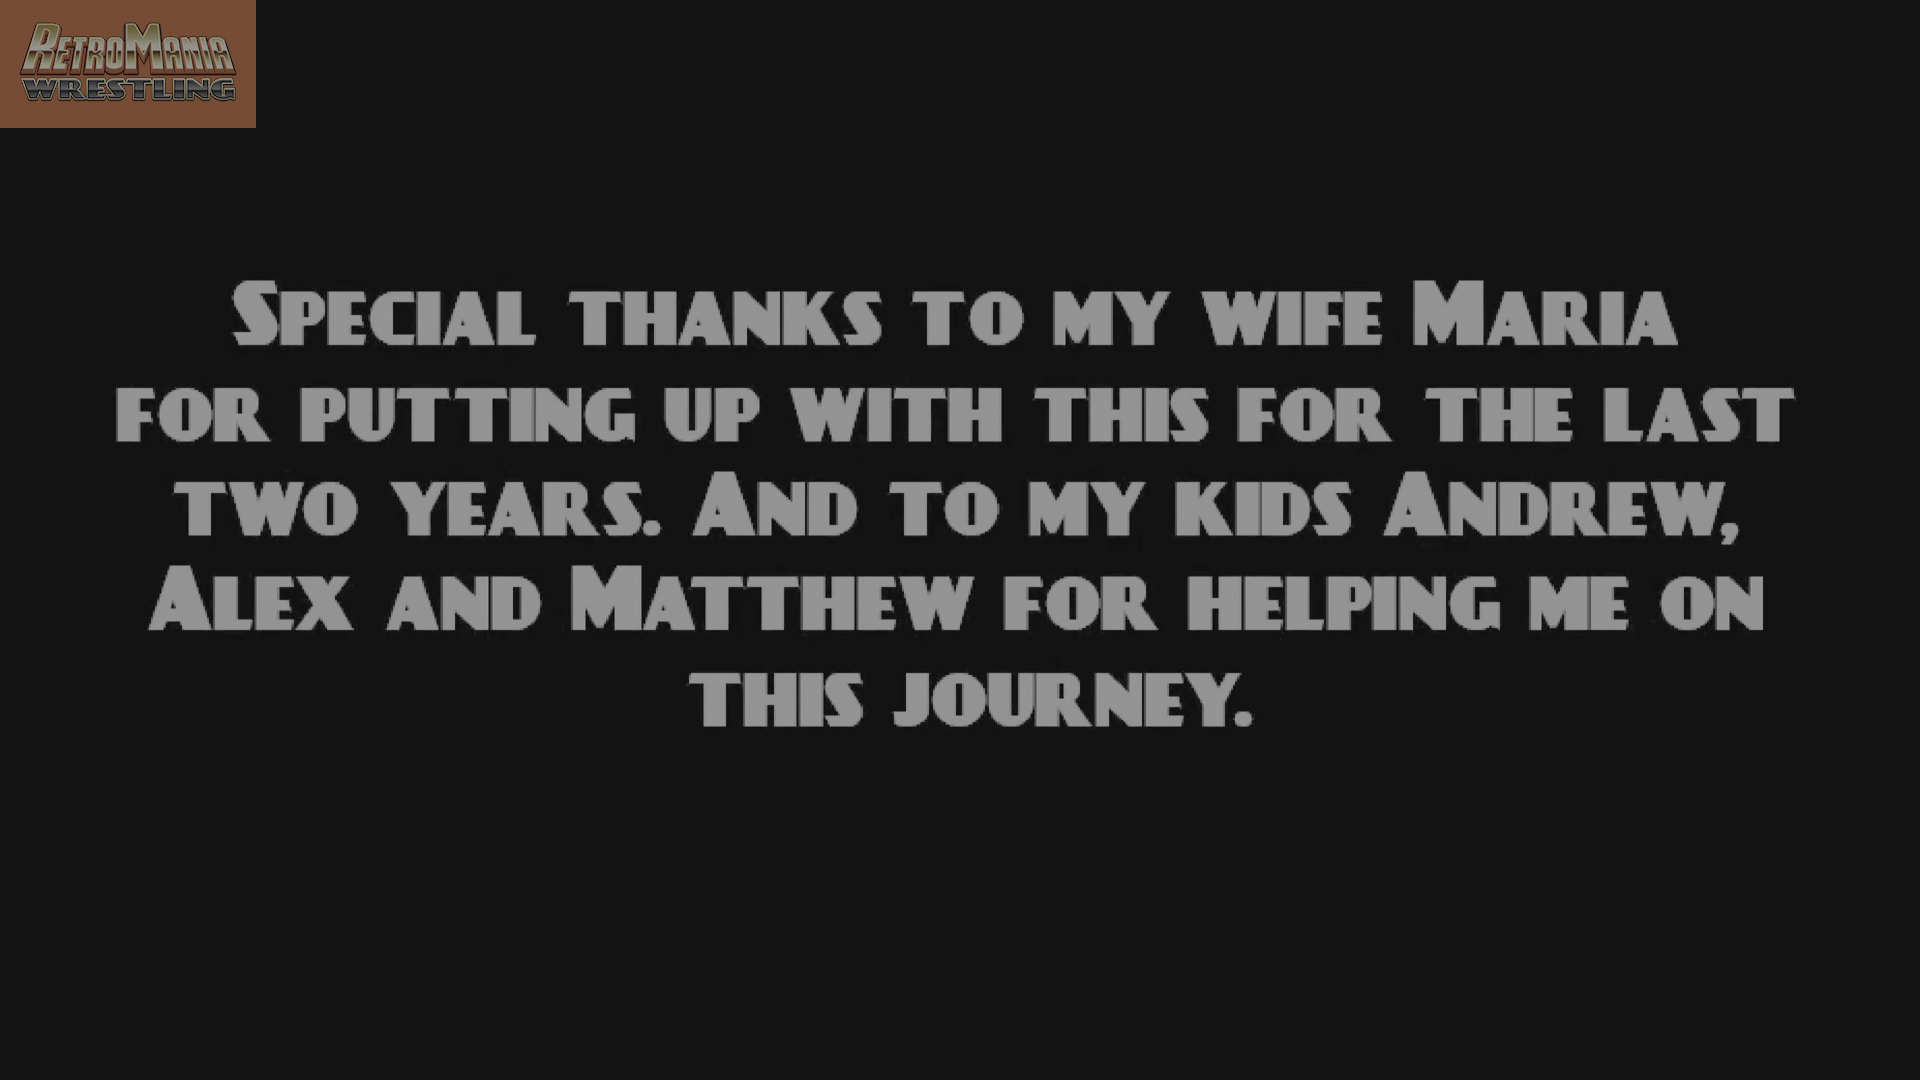 RetroMania
Wrestling
Special thanks to my wife Maria
for putting up with this for the last
two years. And to my kids Andrew,
Alex and Matthew for helping me on
this journey.